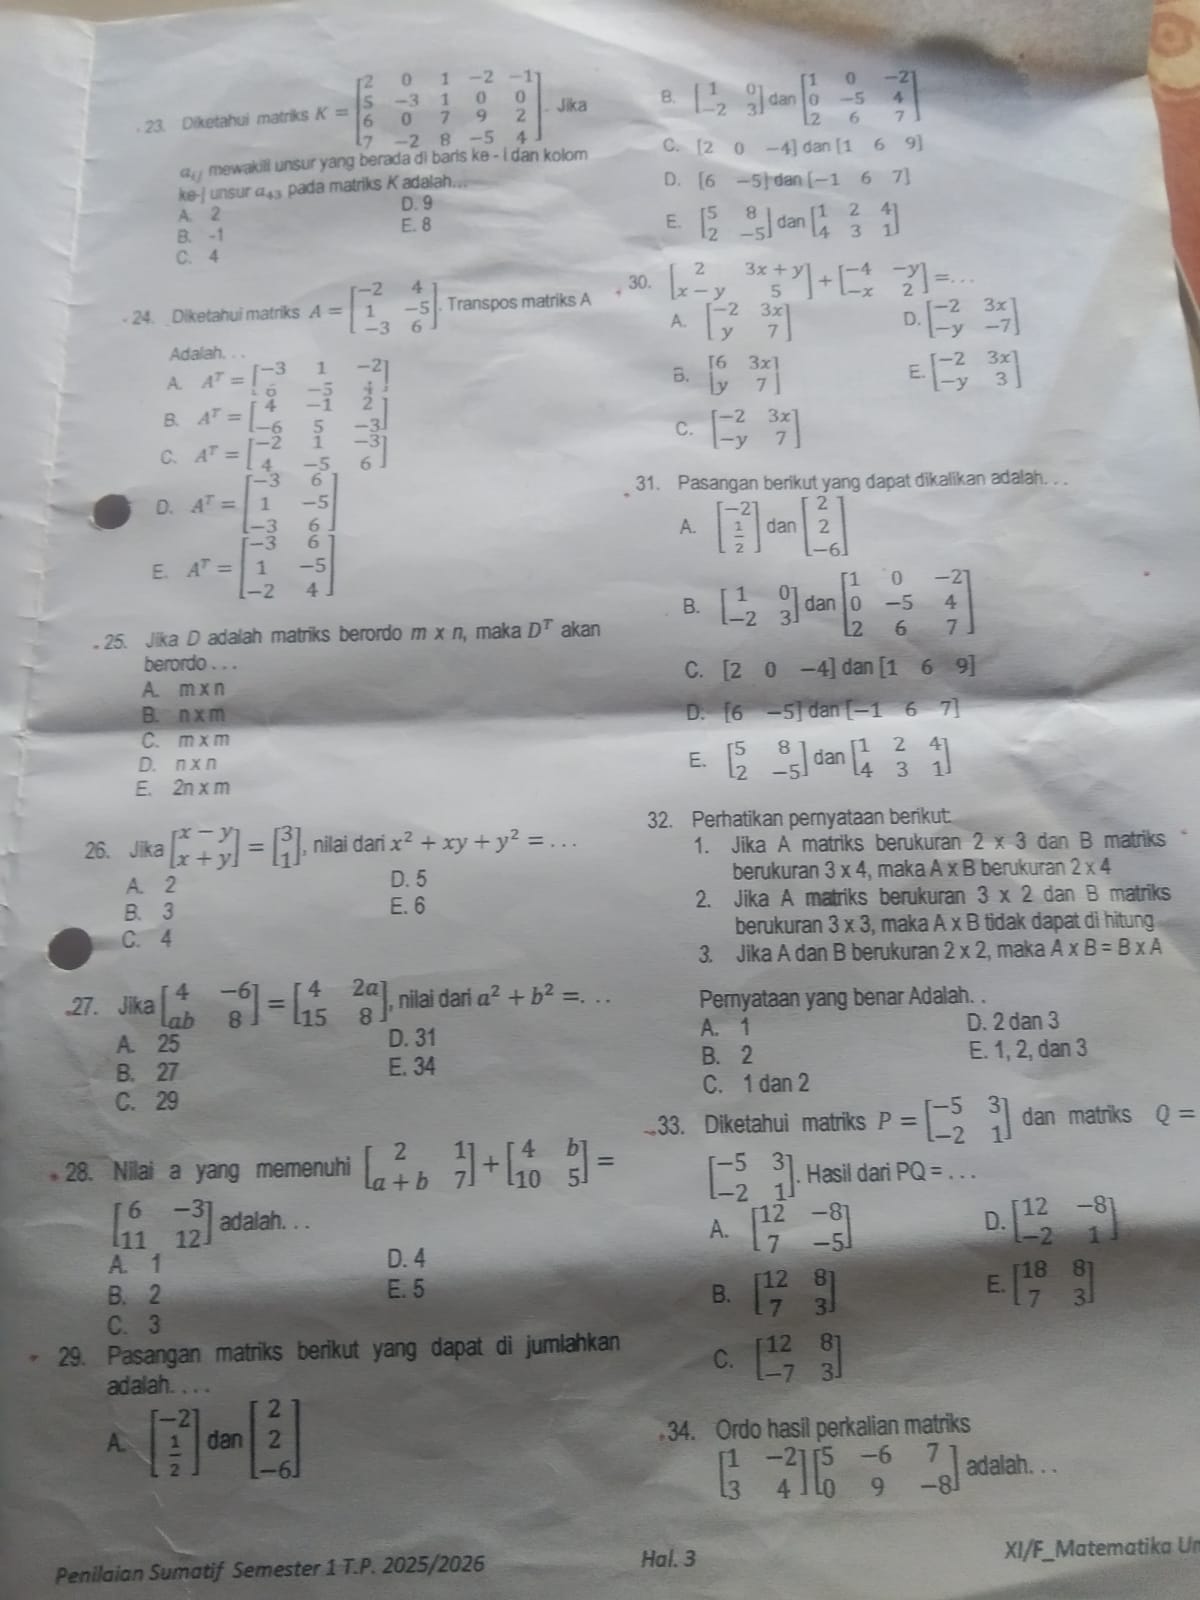 23. Diketahui matriks K = [2 0 1 -2 -1
5 -3 1 0 0
6 0 7 9 2
7 -2 8 -5 4]. Jika
a_ij mewakili unsur yang berada di baris ke - i dan kolom
ke-j unsur a_43 pada matriks K adalah...
A. 2 D. 9
B. -1 E. 8
C. 4
24. Diketahui matriks A = [-2 4
1 -5
-3 6]. Transpos matriks A
Adalah. . .
A. A^T = [-3 1 -2
6 -5 4]
B. A^T = [4 -1 2
-6 5 -3]
C. A^T = [-2 1 -3
4 -5 6]
D. A^T = [-3 6
1 -5
-3 6]
E. A^T = [-3 6
1 -5
-2 4]
25. Jika D adalah matriks berordo m x n, maka D^T akan
berordo . . .
A. m x n
B. n x m
C. m x m
D. n x n
E. 2n x m
26. Jika [x - y
x + y] = [3
1], nilai dari x² + xy + y² = . . .
A. 2 D. 5
B. 3 E. 6
C. 4
27. Jika [4 -6
ab 8] = [4 2a
15 8], nilai dari a² + b² =. . .
A. 25 D. 31
B. 27 E. 34
C. 29
28. Nilai a yang memenuhi [2 1
a + b 7] + [4 b
10 5] =
[6 -3
11 12] adalah. . .
A. 1 D. 4
B. 2 E. 5
C. 3
29. Pasangan matriks berikut yang dapat di jumlahkan
adalah. . . .
A. [-2
1/2] dan [2
2
-6]
B. [1 0
-2 3] dan [1 0 -2
0 -5 4
2 6 7]
C. [2 0 -4] dan [1 6 9]
D. [6 -5] dan [-1 6 7]
E. [5 8
2 -5] dan [1 2 4
4 3 1]
30. [2 3x + y
x - y 5] + [-4 -y
-x 2] =. . .
A. [-2 3x
y 7] D. [-2 3x
-y -7]
B. [6 3x
y 7] E. [-2 3x
-y 3]
C. [-2 3x
-y 7]
31. Pasangan berikut yang dapat dikalikan adalah. . .
A. [-2
1/2] dan [2
2
-6]
B. [1 0
-2 3] dan [1 0 -2
0 -5 4
2 6 7]
C. [2 0 -4] dan [1 6 9]
D. [6 -5] dan [-1 6 7]
E. [5 8
2 -5] dan [1 2 4
4 3 1]
32. Perhatikan pernyataan berikut:
1. Jika A matriks berukuran 2 x 3 dan B matriks
berukuran 3 x 4, maka A x B berukuran 2 x 4
2. Jika A matriks berukuran 3 x 2 dan B matriks
berukuran 3 x 3, maka A x B tidak dapat di hitung
3. Jika A dan B berukuran 2 x 2, maka A x B = B x A
Pernyataan yang benar Adalah. .
A. 1 D. 2 dan 3
B. 2 E. 1, 2, dan 3
C. 1 dan 2
33. Diketahui matriks P = [-5 3
-2 1] dan matriks Q =
[-5 3
-2 1]. Hasil dari PQ = . . .
A. [12 -8
7 -5] D. [12 -8
-2 1]
B. [12 8
7 3] E. [18 8
7 3]
C. [12 8
-7 3]
34. Ordo hasil perkalian matriks
[1 -2
3 4] [5 -6 7
0 9 -8] adalah. . .
Penilaian Sumatif Semester 1 T.P. 2025/2026 Hal. 3 XI/F_Matematika